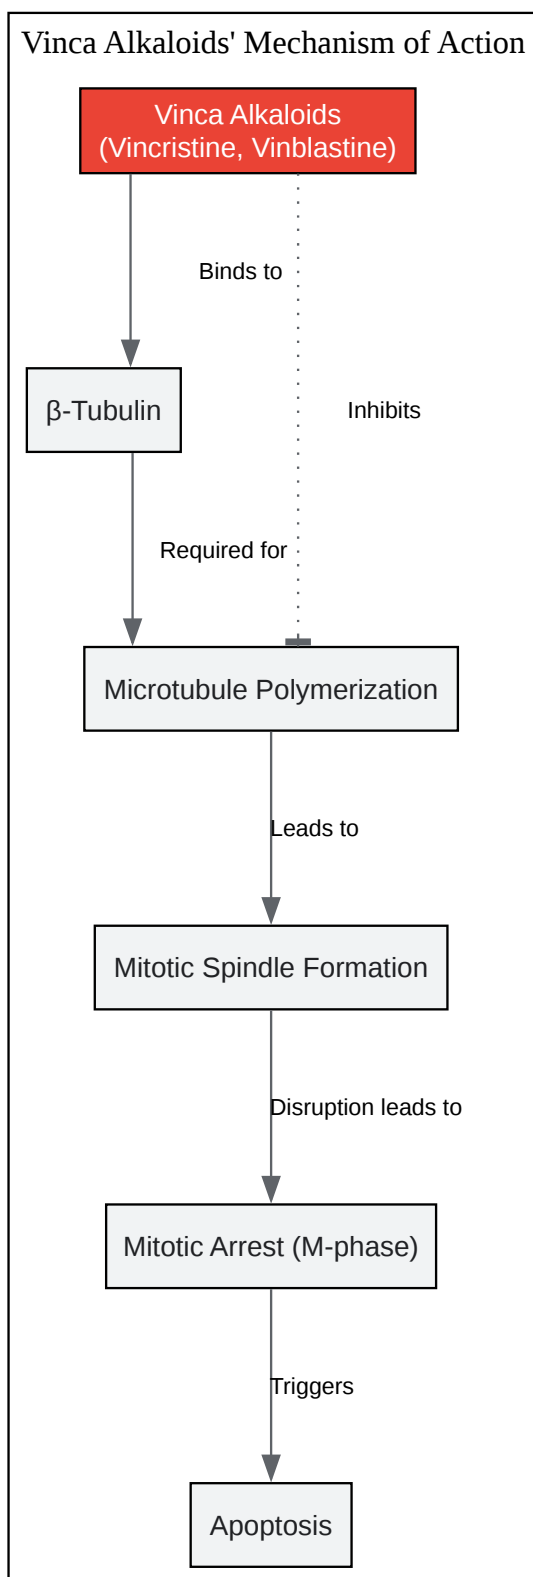 Vinca Alkaloids' Mechanism of Action
Vinca Alkaloids
(Vincristine, Vinblastine)
Binds to
β-Tubulin
Inhibits
Required for
Microtubule Polymerization
Leads to
Mitotic Spindle Formation
Disruption leads to
Mitotic Arrest (M-phase)
Triggers
Apoptosis